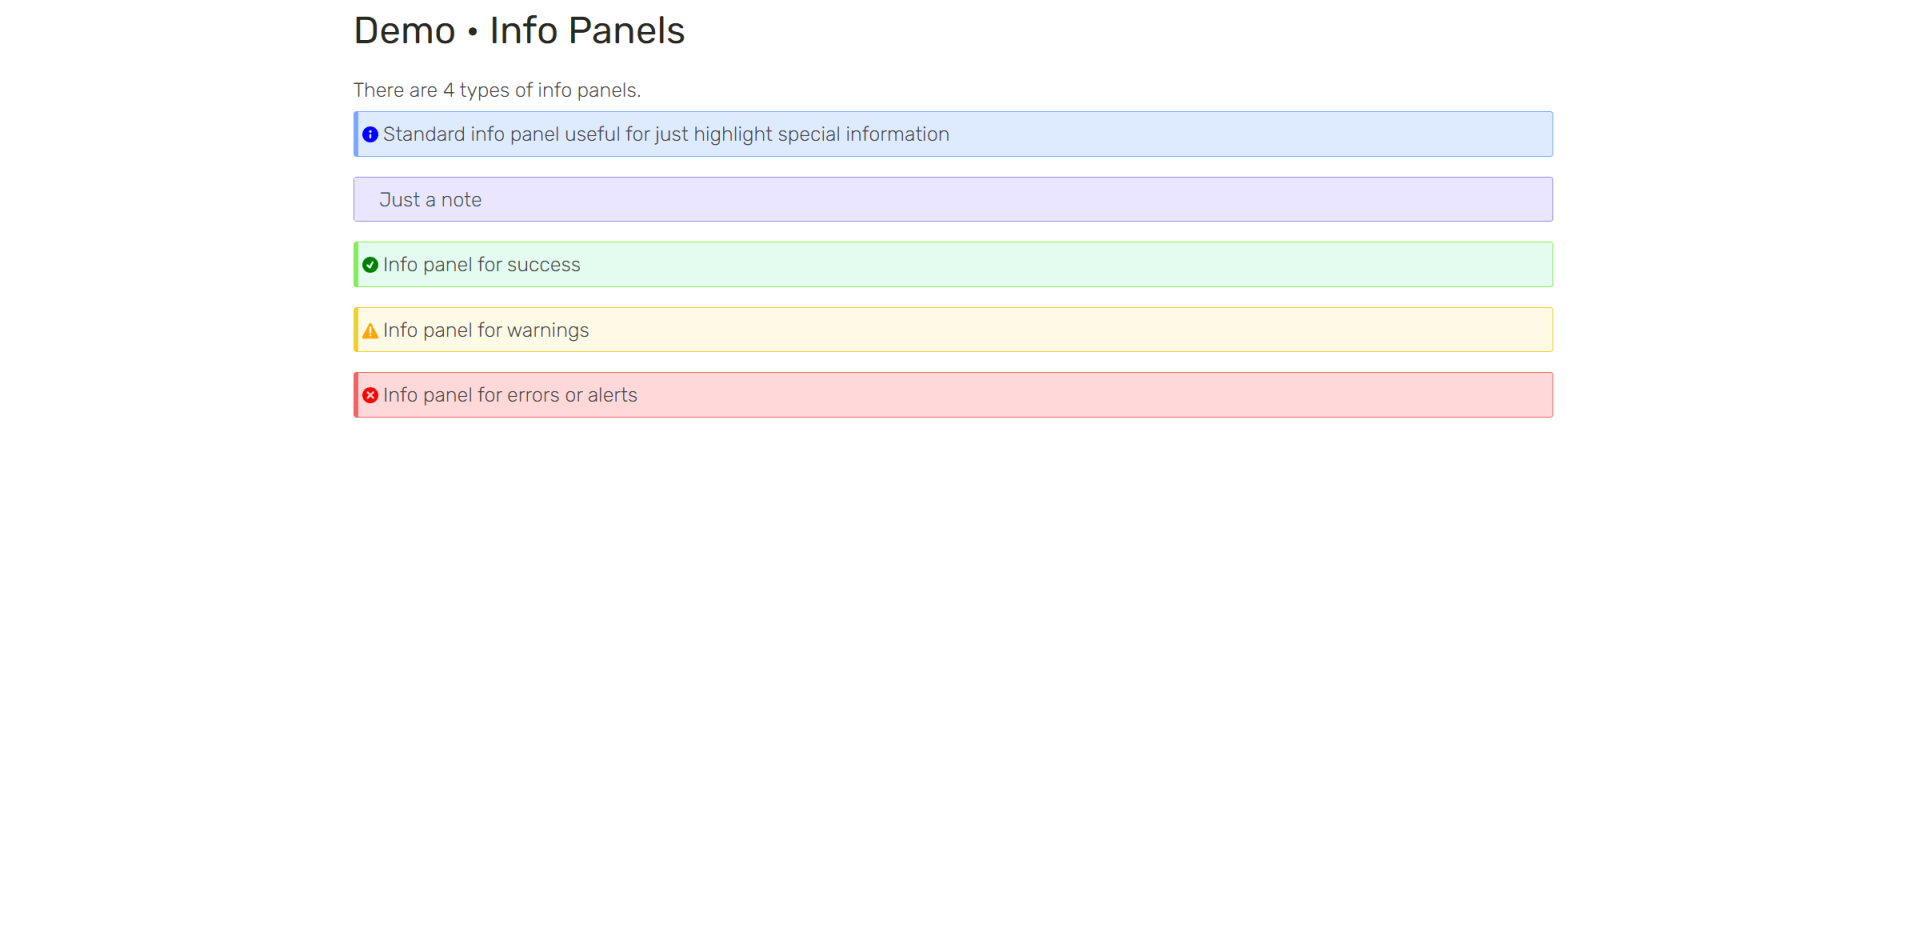 Demo • Info Panels
There are 4 types of info panels.
Standard info panel useful for just highlight special information
Just a note
Info panel for success
Info panel for warnings
Info panel for errors or alerts